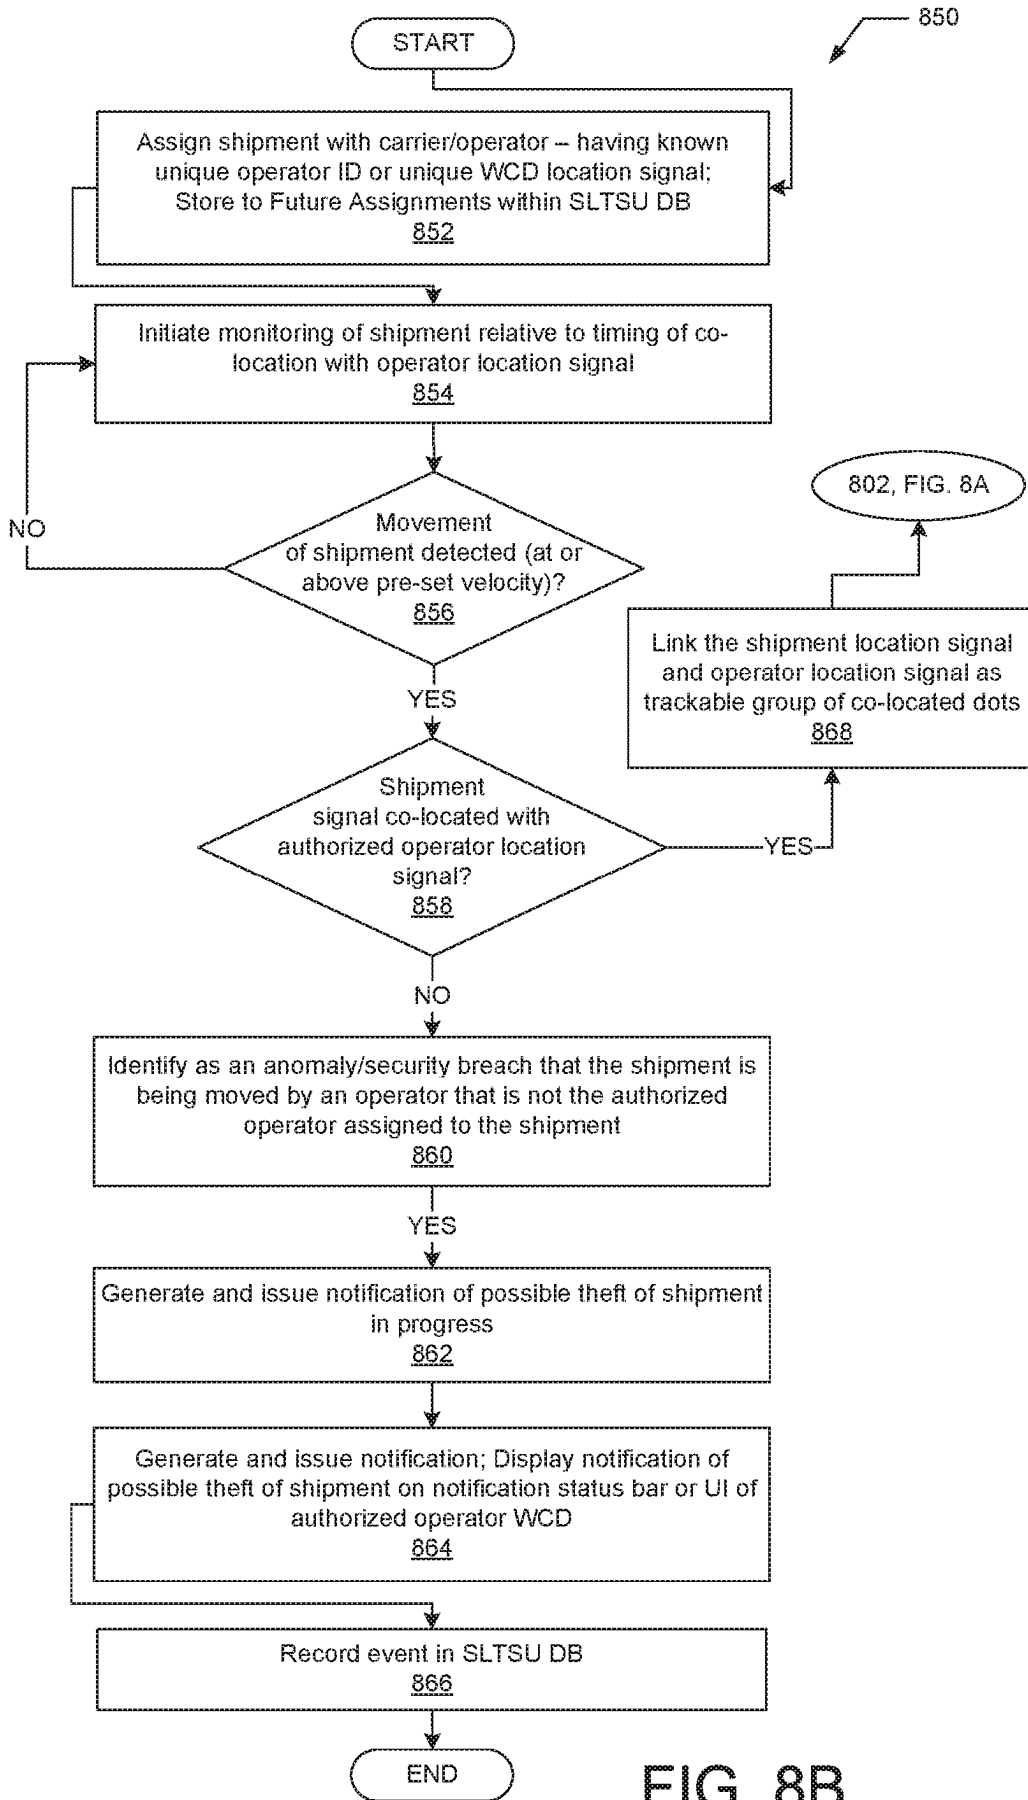 850
START
Assign shipment with carrier/operator – having known
unique operator ID or unique WCD location signal;
Store to Future Assignments within SLTSU DB
852
Initiate monitoring of shipment relative to timing of co-
location with operator location signal
854
802, FIG. 8A
NO
Movement
of shipment detected (at or
above pre-set velocity)?
856
Link the shipment location signal
and operator location signal as
trackable group of co-located dots
868
YES
Shipment
signal co-located with
authorized operator location
signal?
858
YES
NO
Identify as an anomaly/security breach that the shipment is
being moved by an operator that is not the authorized
operator assigned to the shipment
860
YES
Generate and issue notification of possible theft of shipment
in progress
862
Generate and issue notification; Display notification of
possible theft of shipment on notification status bar or UI of
authorized operator WCD
864
Record event in SLTSU DB
866
END
FIG. 8B